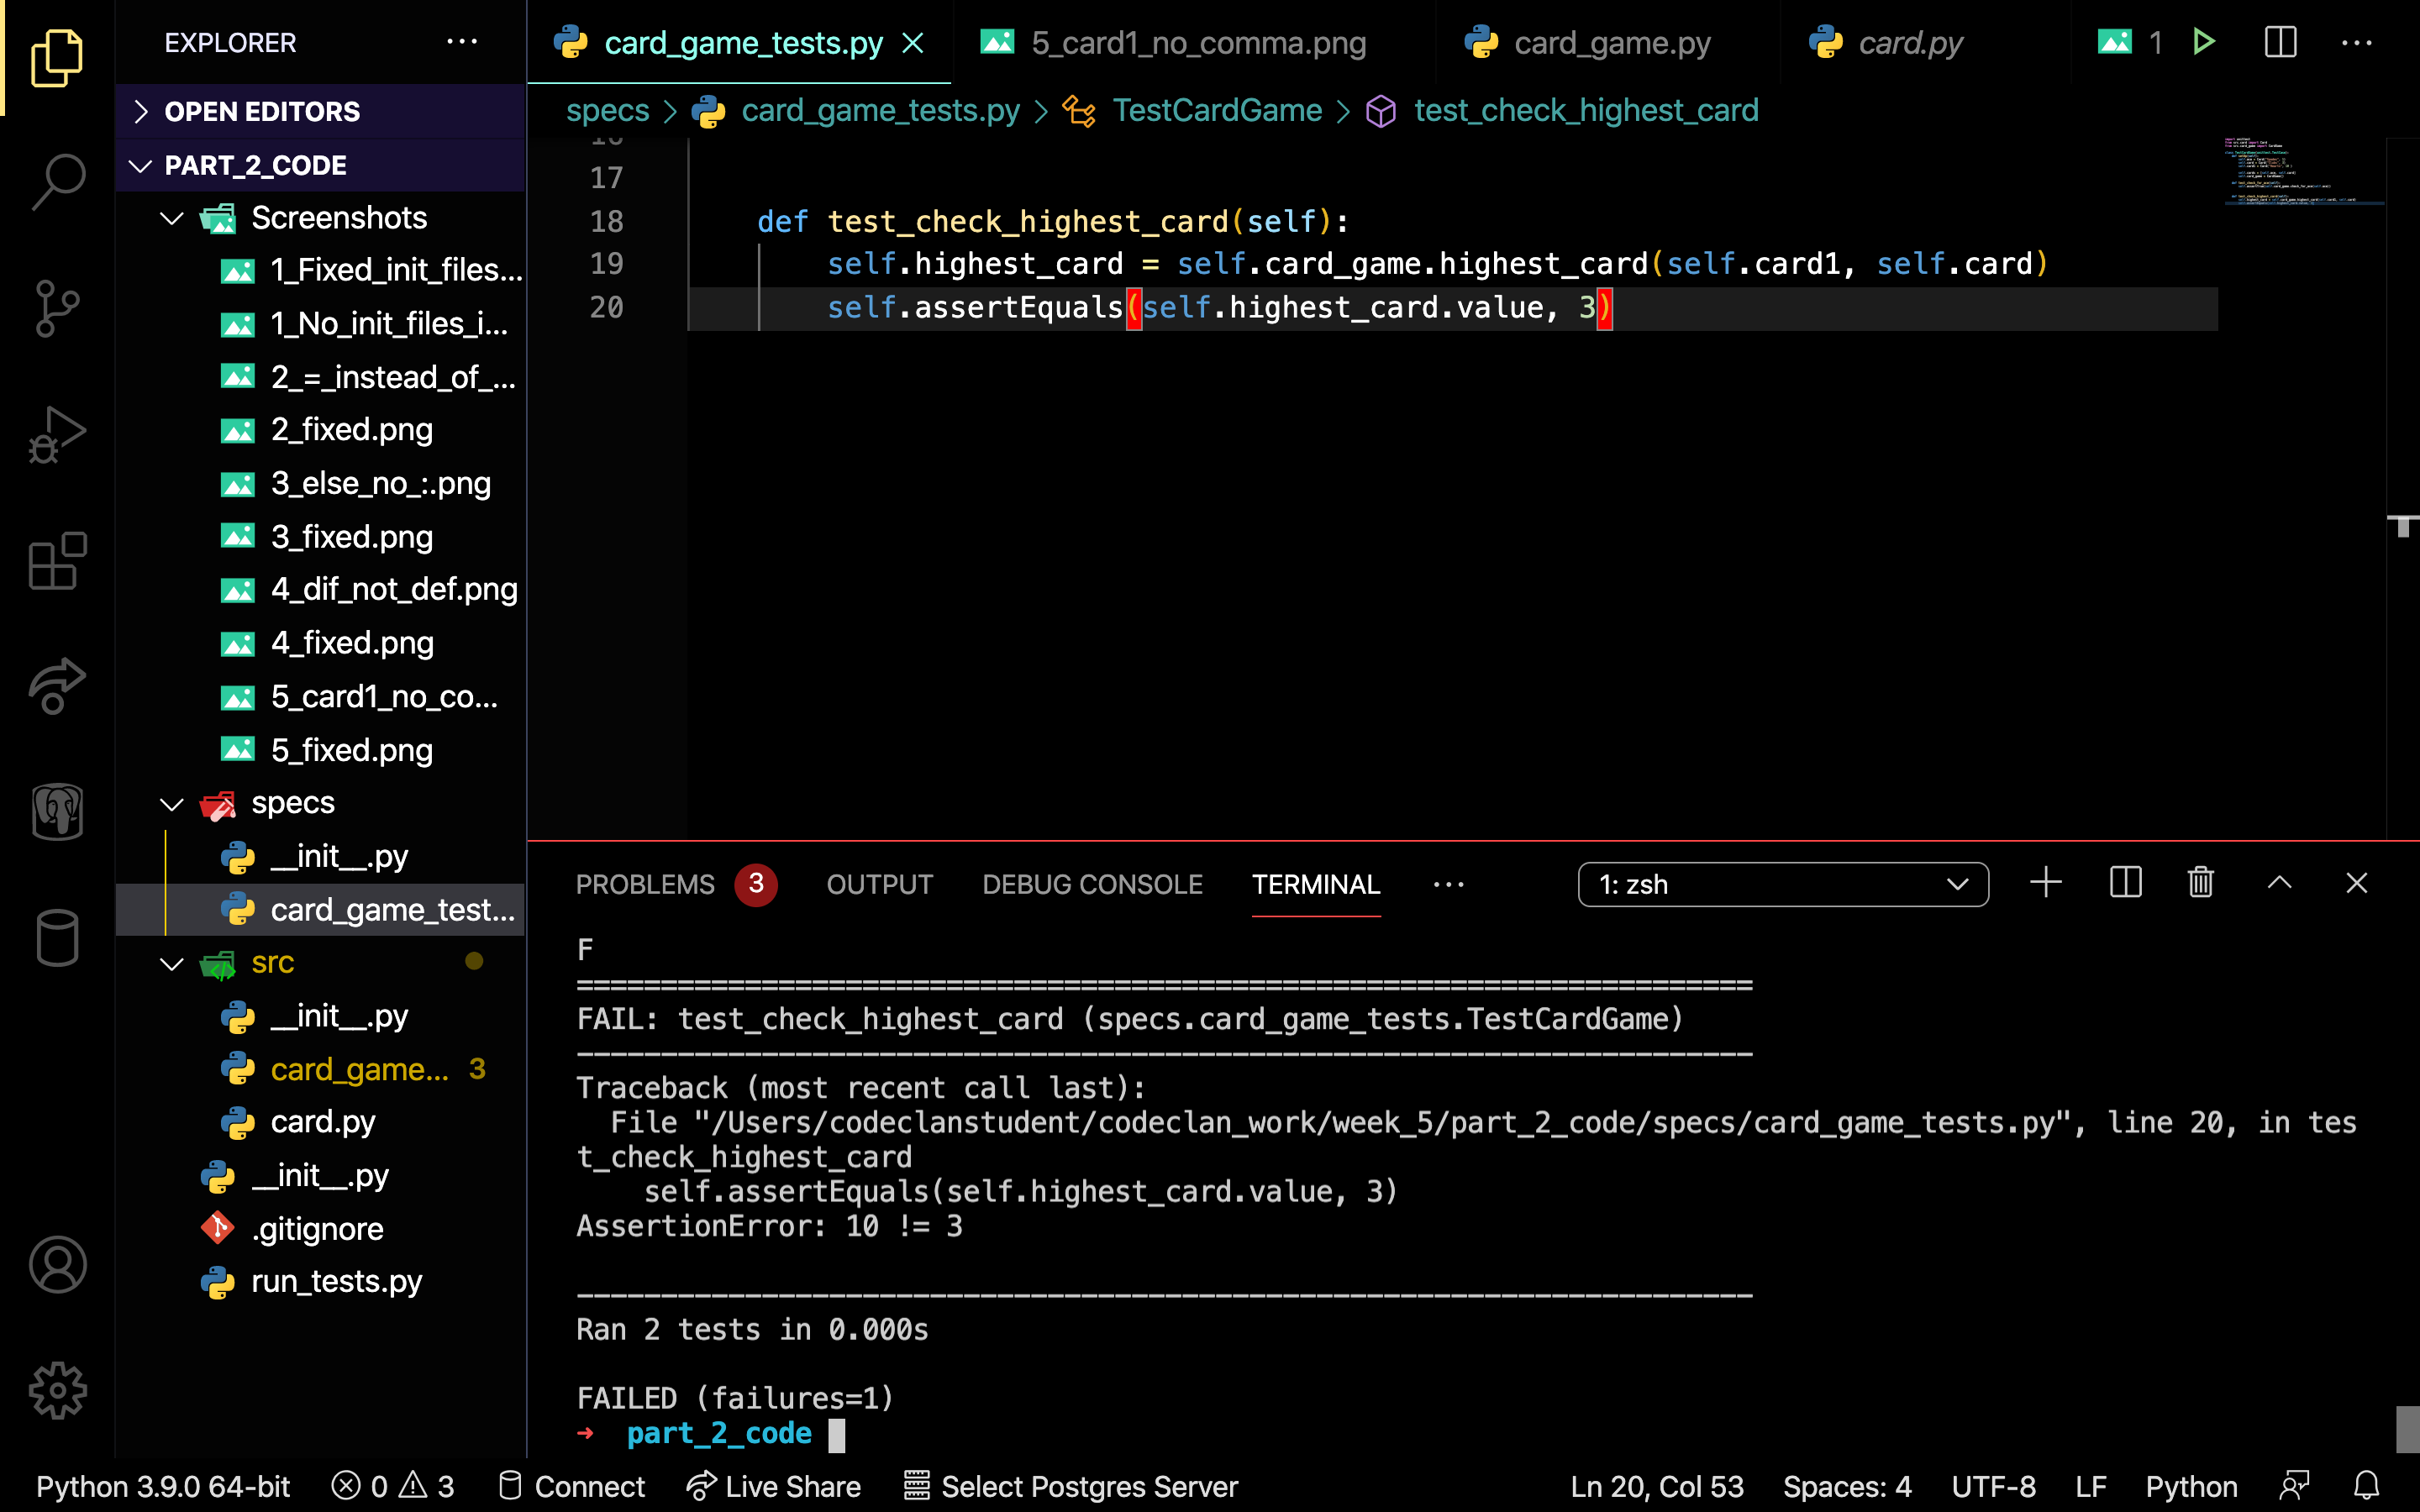 EXPLORER
OPEN EDITORS
PART_2_CODE
Screenshots
1_Fixed_init_files...
1_No_init_files_i...
2_=_instead_of_...
2_fixed.png
3_else_no_:.png
3_fixed.png
4_dif_not_def.png
4_fixed.png
5_card1_no_co...
5_fixed.png
specs
__init__.py
card_game_test...
src
__init__.py
card_game... 3
card.py
__init__.py
.gitignore
run_tests.py
card_game_tests.py 5_card1_no_comma.png card_game.py card.py 1
specs > card_game_tests.py > TestCardGame > test_check_highest_card
17
18 def test_check_highest_card(self):
19 self.highest_card = self.card_game.highest_card(self.card1, self.card)
20 self.assertEquals(self.highest_card.value, 3)
PROBLEMS 3 OUTPUT DEBUG CONSOLE TERMINAL ... 1: zsh
F
======================================================================
FAIL: test_check_highest_card (specs.card_game_tests.TestCardGame)
----------------------------------------------------------------------
Traceback (most recent call last):
File "/Users/codeclanstudent/codeclan_work/week_5/part_2_code/specs/card_game_tests.py", line 20, in tes
t_check_highest_card
self.assertEquals(self.highest_card.value, 3)
AssertionError: 10 != 3
----------------------------------------------------------------------
Ran 2 tests in 0.000s
FAILED (failures=1)
→ part_2_code
Python 3.9.0 64-bit 0 3 Connect Live Share Select Postgres Server Ln 20, Col 53 Spaces: 4 UTF-8 LF Python